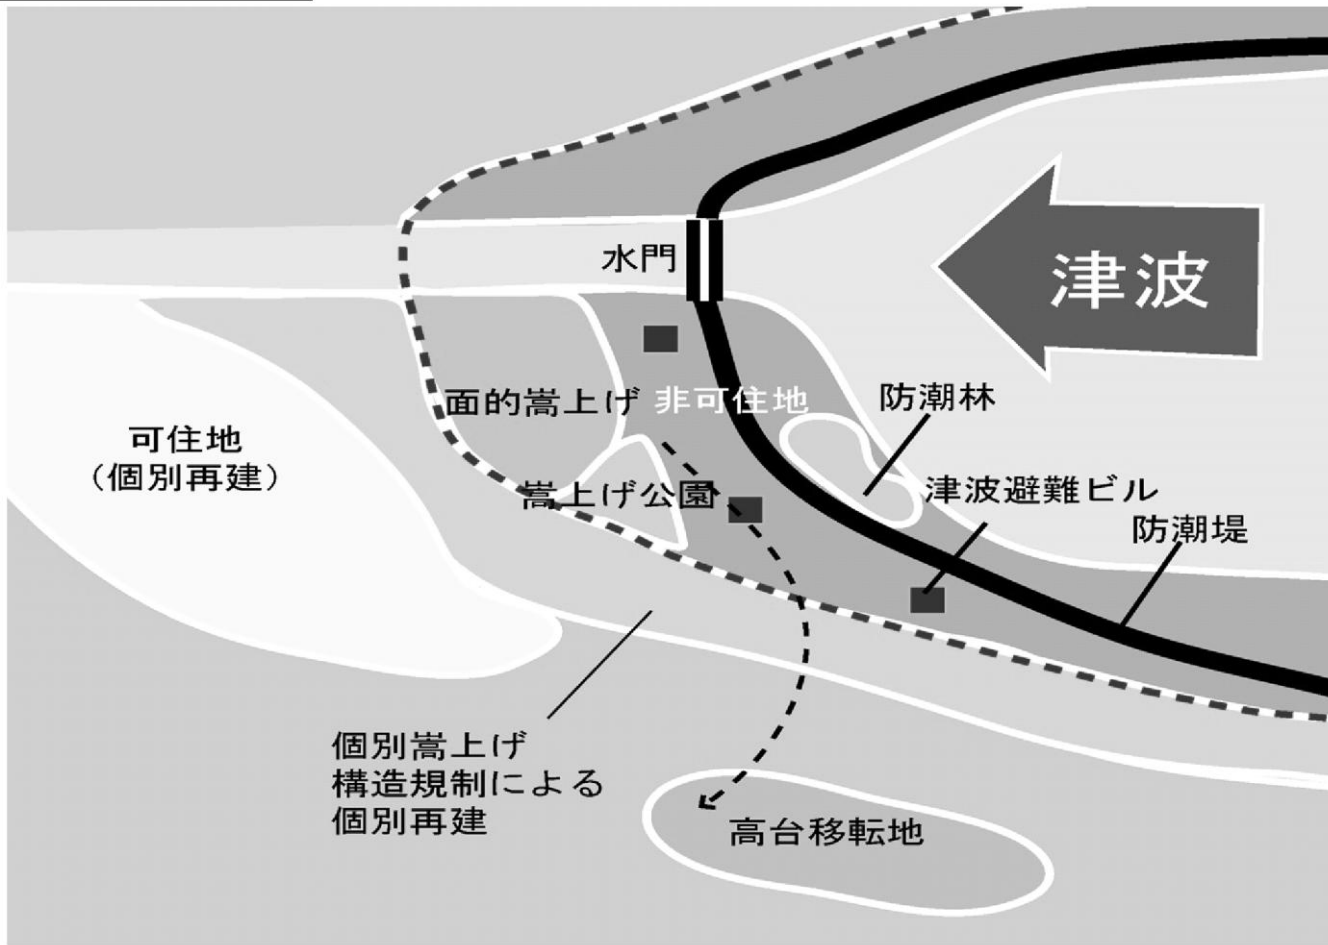 水門
津波
面的嵩上げ
非可住地
防潮林
可住地
（個別再建）
嵩上げ公園
津波避難ビル
防潮堤
個別嵩上げ
構造規制による
個別再建
高台移転地